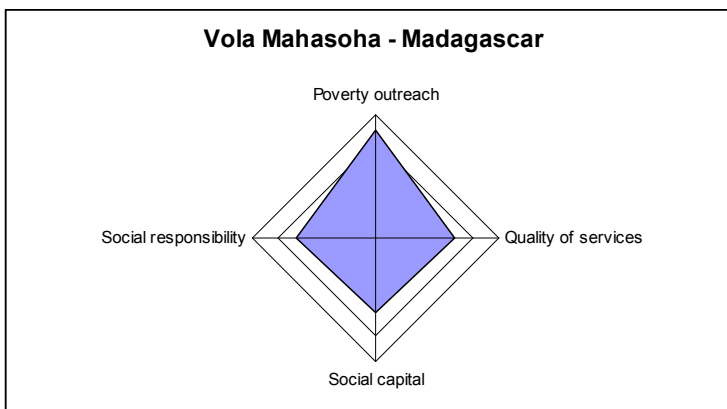 Vola Mahasoha - Madagascar
Poverty outreach
Social responsibility
Quality of services
Social capital